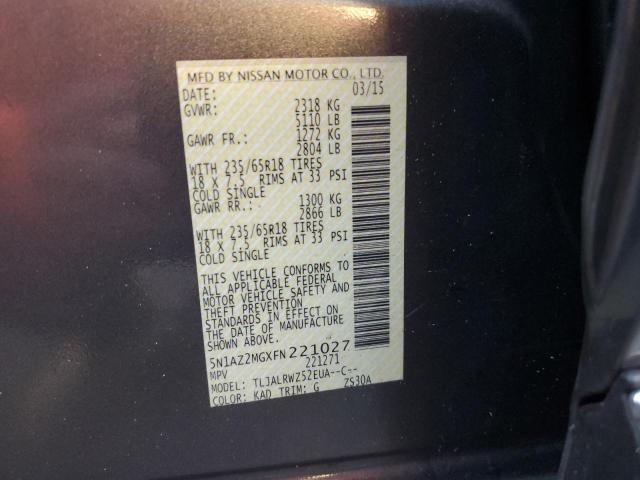 MFD BY NISSAN MOTOR CO., LTD.
DATE: 03/15
GVWR: 2318 KG
5110 LB
GAWR FR.: 1272 KG
2804 LB
WITH 235/65R18 TIRES
18 X 7.5 RIMS AT 33 PSI
COLD SINGLE
GAWR RR.: 1300 KG
2866 LB
WITH 235/65R18 TIRES
18 X 7.5 RIMS AT 33 PSI
COLD SINGLE
THIS VEHICLE CONFORMS TO
ALL APPLICABLE FEDERAL
MOTOR VEHICLE SAFETY AND
THEFT PREVENTION
STANDARDS IN EFFECT ON
THE DATE OF MANUFACTURE
SHOWN ABOVE.
5N1AZ2MGXFN221027
MPV 221271
MODEL: TLJALRWZ52EUA--C--
COLOR: KAD TRIM: G ZS30A